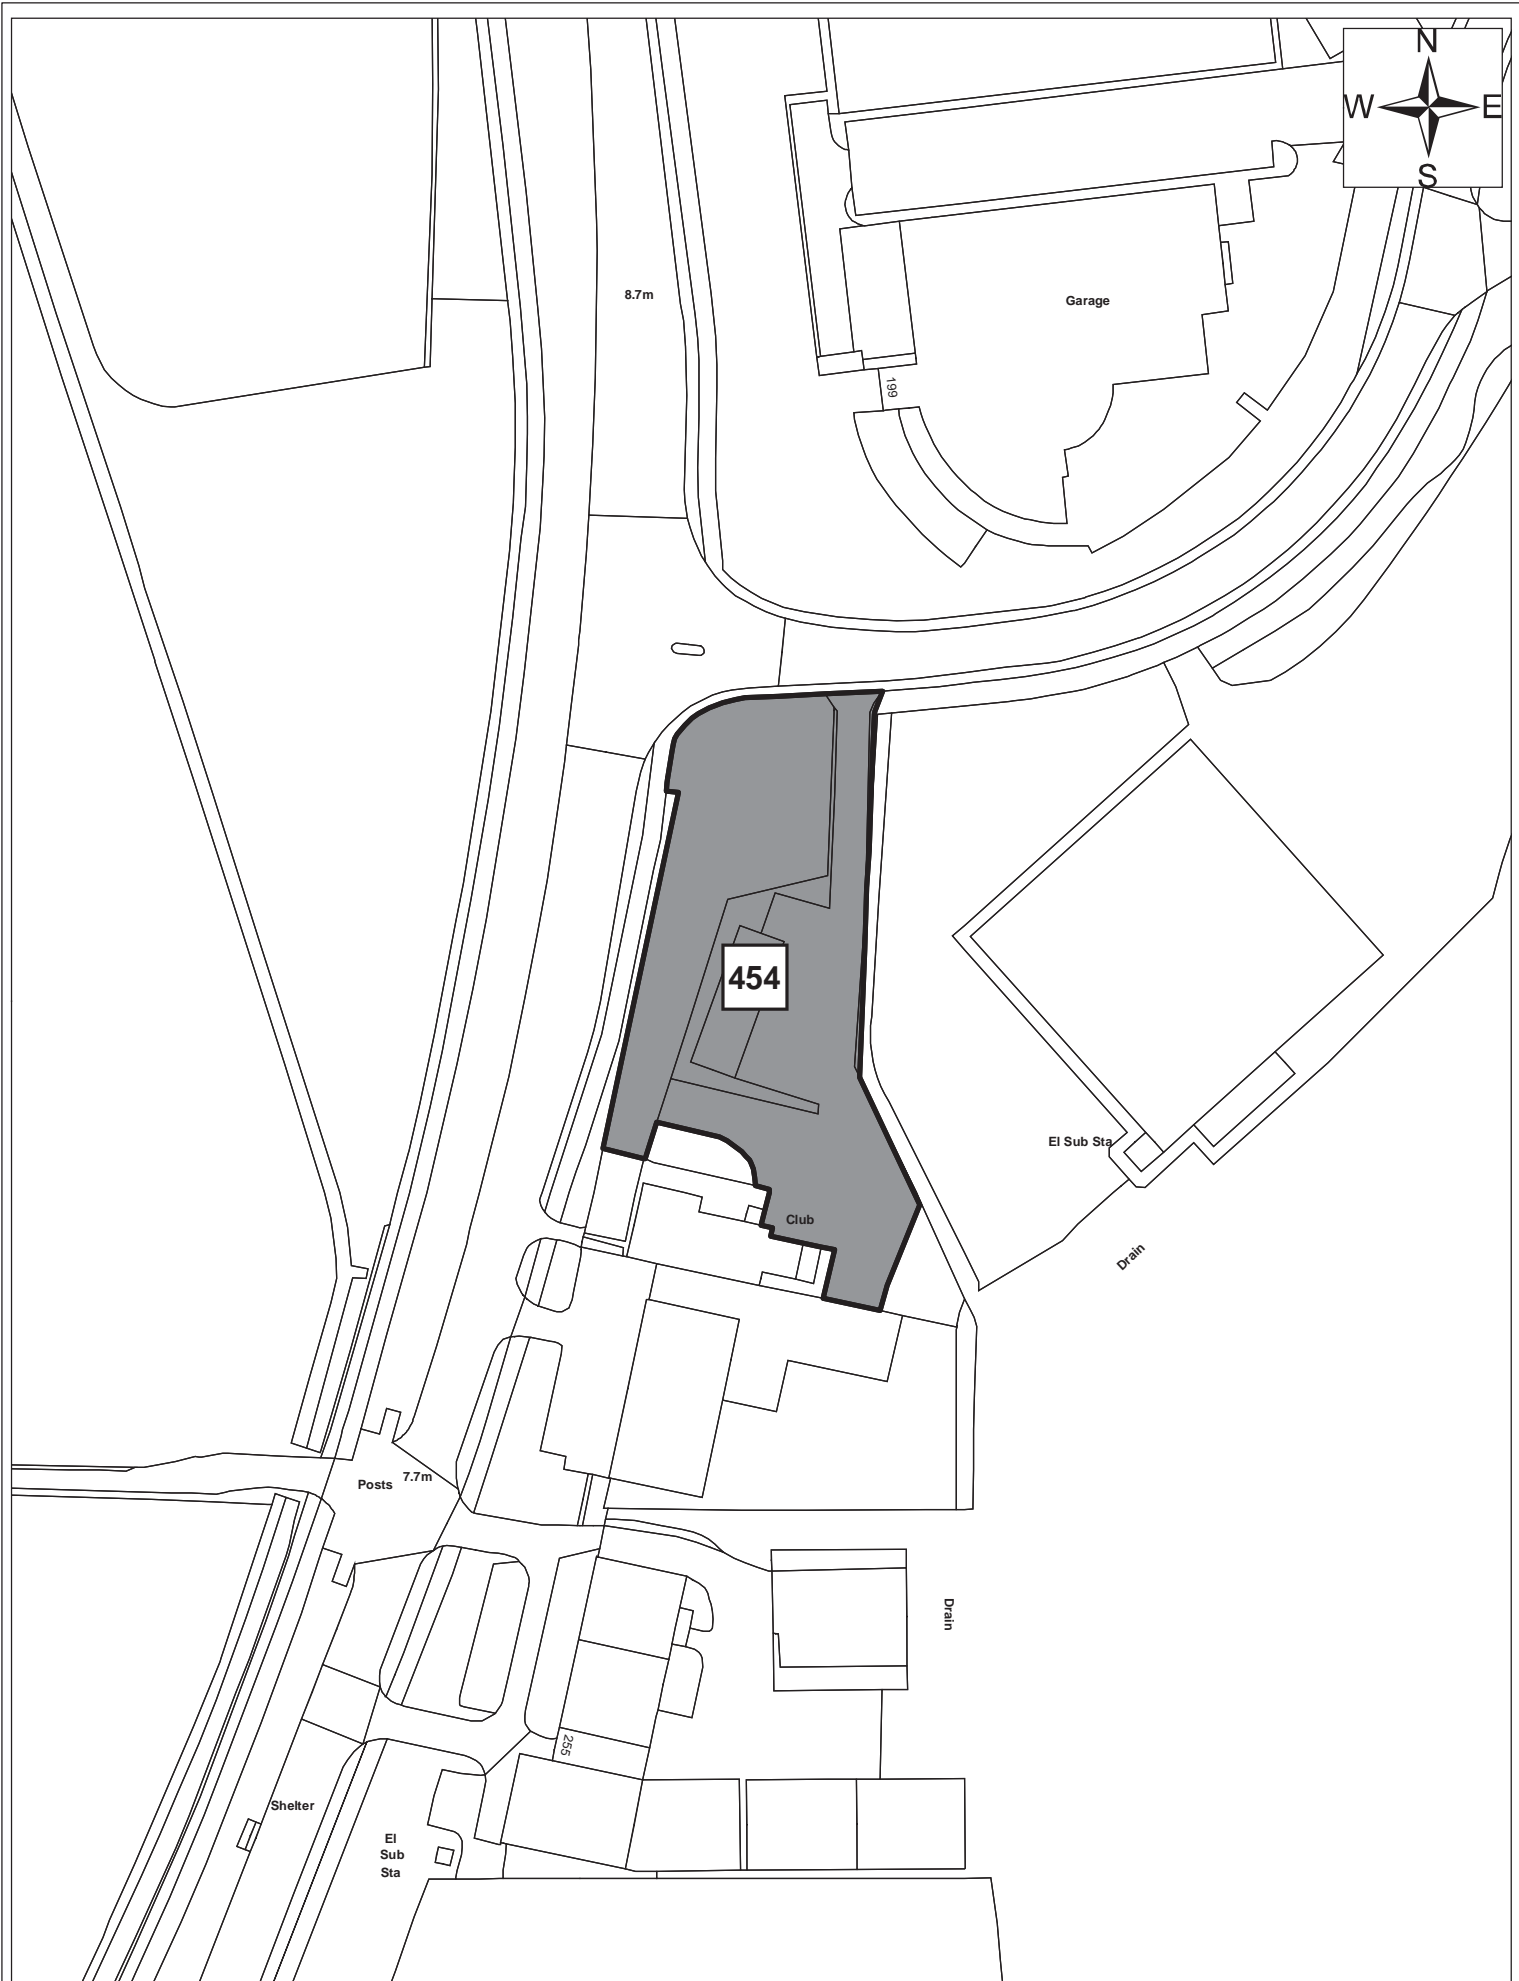 N
W E
S
8.7m
Garage
199
454
El Sub Sta
Club
Drain
Posts
7.7m
Drain
255
Shelter
El
Sub
Sta